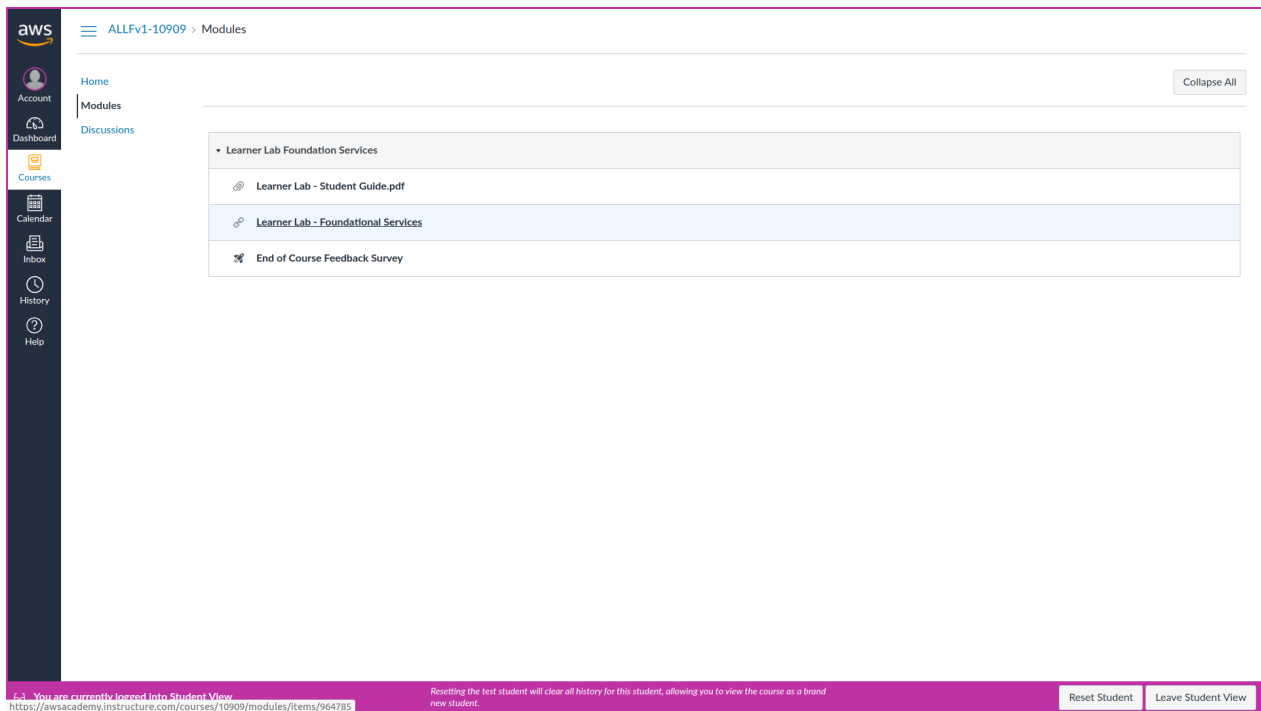 aws
ALLFv1-10909 > Modules
Account
Dashboard
Courses
Calendar
Inbox
History
Help
Home
Modules
Discussions
Collapse All
Learner Lab Foundation Services
Learner Lab - Student Guide.pdf
Learner Lab - Foundational Services
End of Course Feedback Survey
You are currently logged into Student View
https://awsacademy.instructure.com/courses/10909/modules/items/964785
Resetting the test student will clear all history for this student, allowing you to view the course as a brand
new student.
Reset Student
Leave Student View